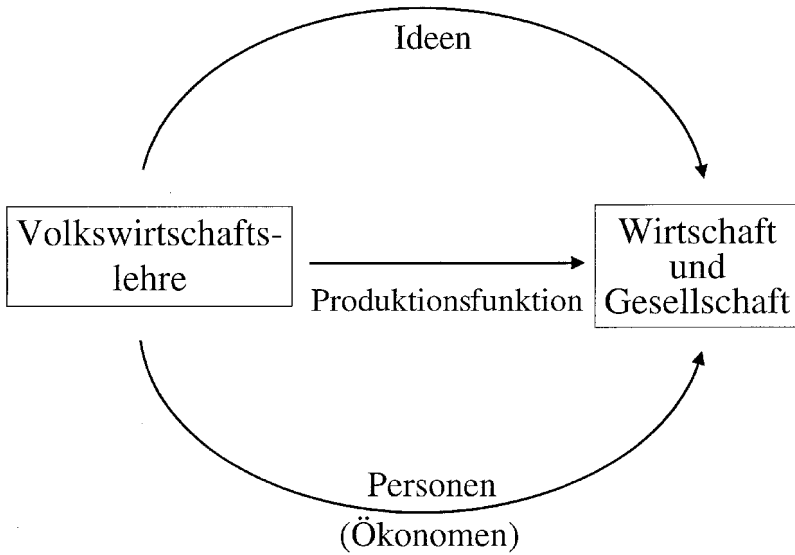 Ideen
Volkswirtschafts-
lehre
Produktionsfunktion
Wirtschaft
und
Gesellschaft
Personen
(Ökonomen)